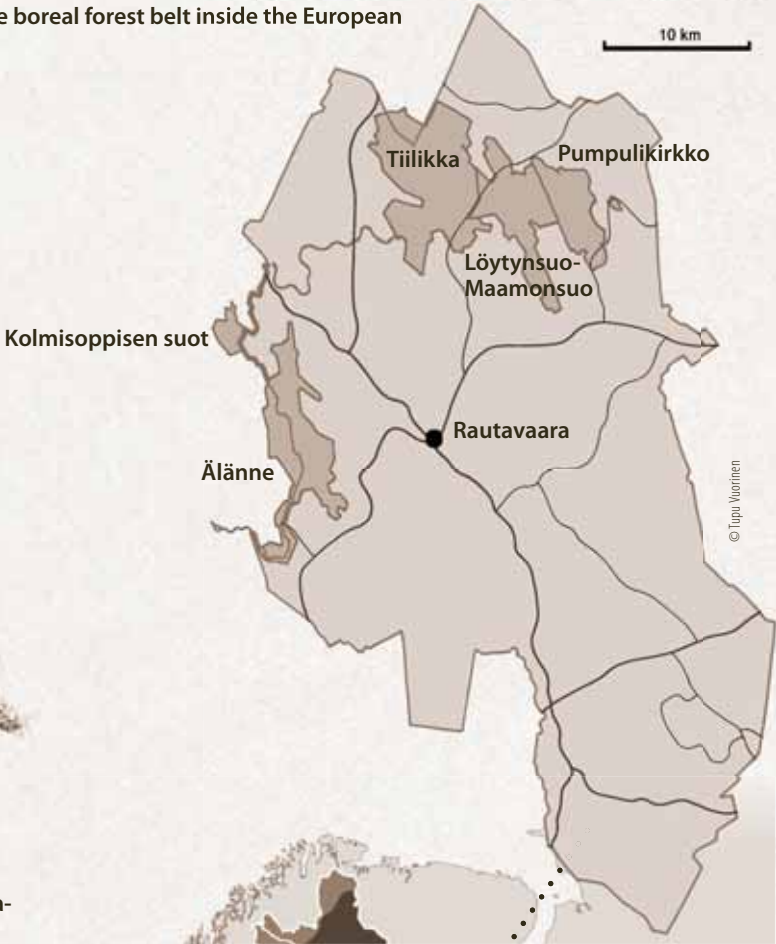 e boreal forest belt inside the European
10 km
Tiilikka
Pumpulikirkko
Löytynsuo-
Maamonsuo
Kolmisoppisen suot
Rautavaara
Älänne
© Tupu Vuorinen